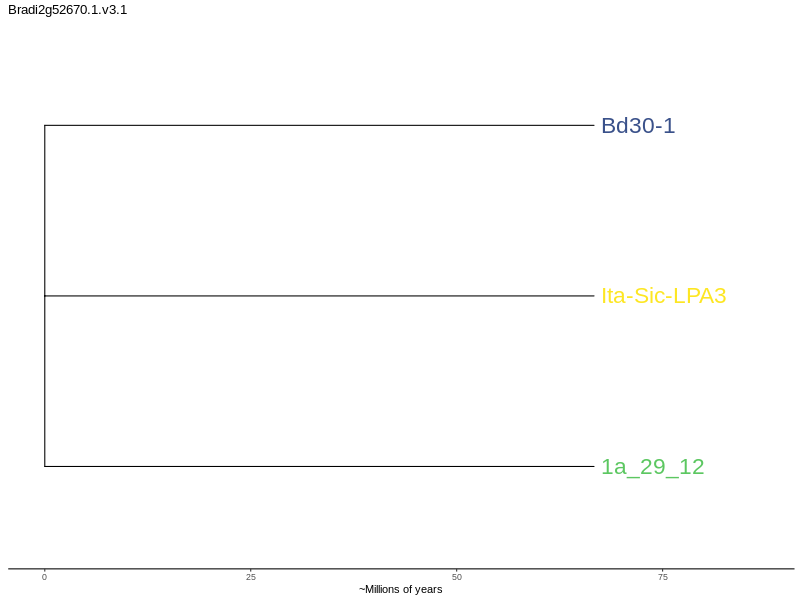 Bradi2g52670.1.v3.1
Bd30-1
Ita-Sic-LPA3
1a_29_12
0 25 50 75
~Millions of years